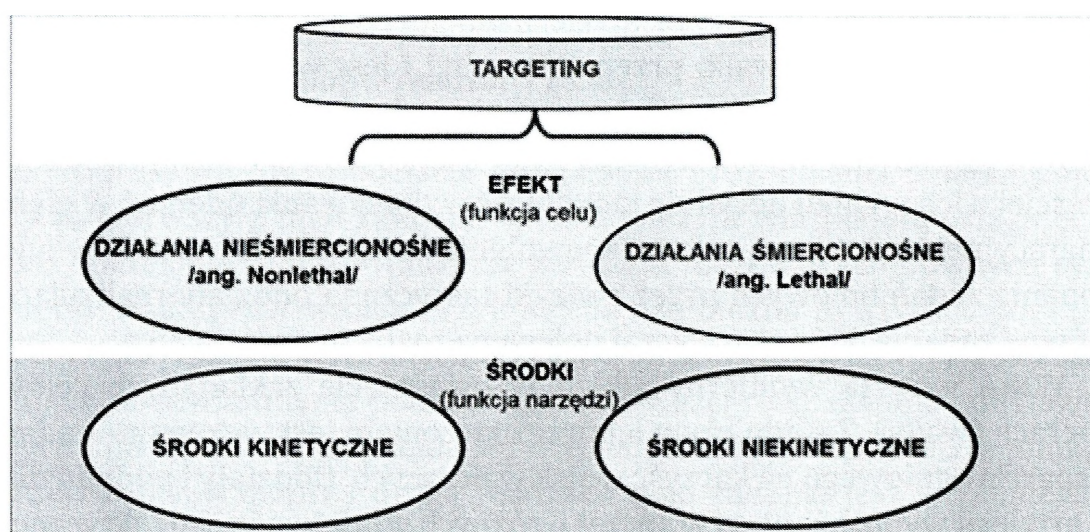 TARGETING
EFEKT
(funkcja celu)
DZIAŁANIA NIEŚMIERCIONOŚNE
/ang. Nonlethal/
DZIAŁANIA ŚMIERCIONOŚNE
/ang. Lethal/
ŚRODKI
(funkcja narzędzi)
ŚRODKI KINETYCZNE
ŚRODKI NIEKINETYCZNE